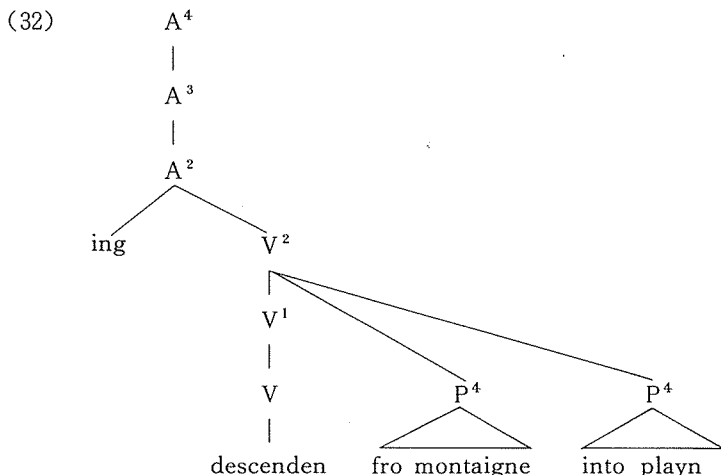 (32) A⁴
A³
A²
ing V²
V¹
V P⁴ P⁴
descenden fro montaigne into playn